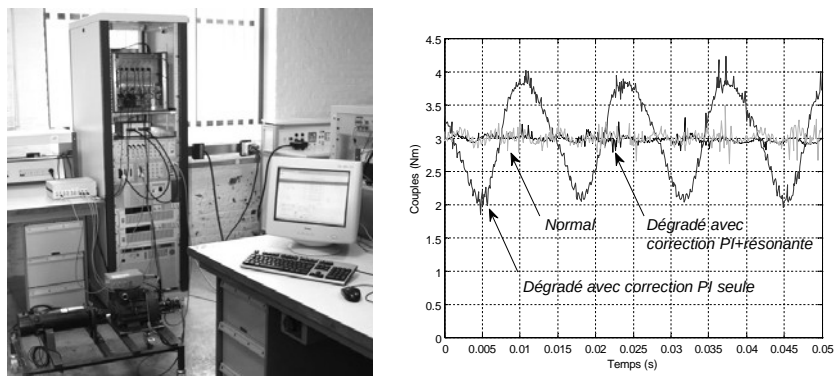 4.5
4
3.5
3
2.5
2
1.5
1
0.5
0
Couples (Nm)
Normal
Dégradé avec
correction PI+résonante
Dégradé avec correction PI seule
0 0.005 0.01 0.015 0.02 0.025 0.03 0.035 0.04 0.045 0.05
Temps (s)